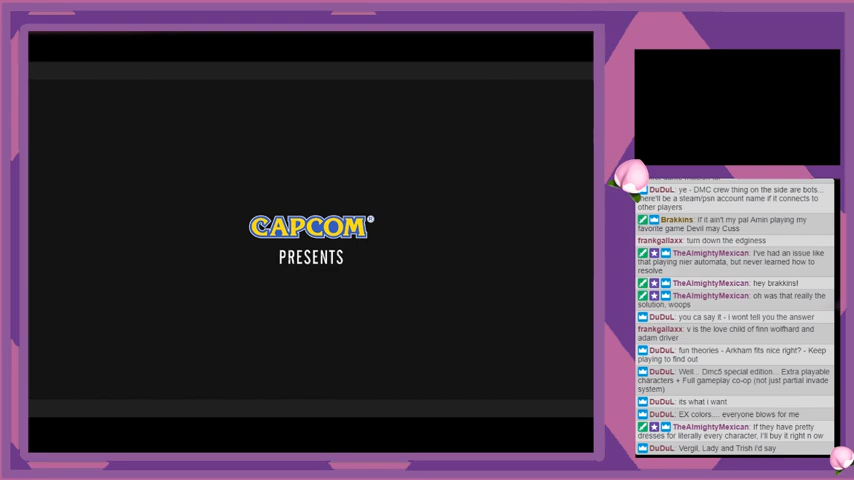 CAPCOM®
PRESENTS
DuDuL: ye - DMC crew thing on the side are bots...
there'll be a steam/psn account name if it connects to
other players
Brakkins: If it ain't my pal Amin playing my
favorite game Devil may Cuss
frankgallaxx: turn down the edginess
TheAlmightyMexican: I've had an issue like
that playing nier automata, but never learned how to
resolve
TheAlmightyMexican: hey brakkins!
TheAlmightyMexican: oh was that really the
solution, woops
DuDuL: you ca say it - i wont tell you the answer
frankgallaxx: v is the love child of finn wolfhard and
adam driver
DuDuL: fun theories - Arkham fits nice right? - Keep
playing to find out
DuDuL: Well... Dmc5 special edition... Extra playable
characters + Full gameplay co-op (not just partial invade
system)
DuDuL: its what i want
DuDuL: EX colors.... everyone blows for me
TheAlmightyMexican: If they have pretty
dresses for literally every character, I'll buy it right n ow
DuDuL: Vergil, Lady and Trish I'd say